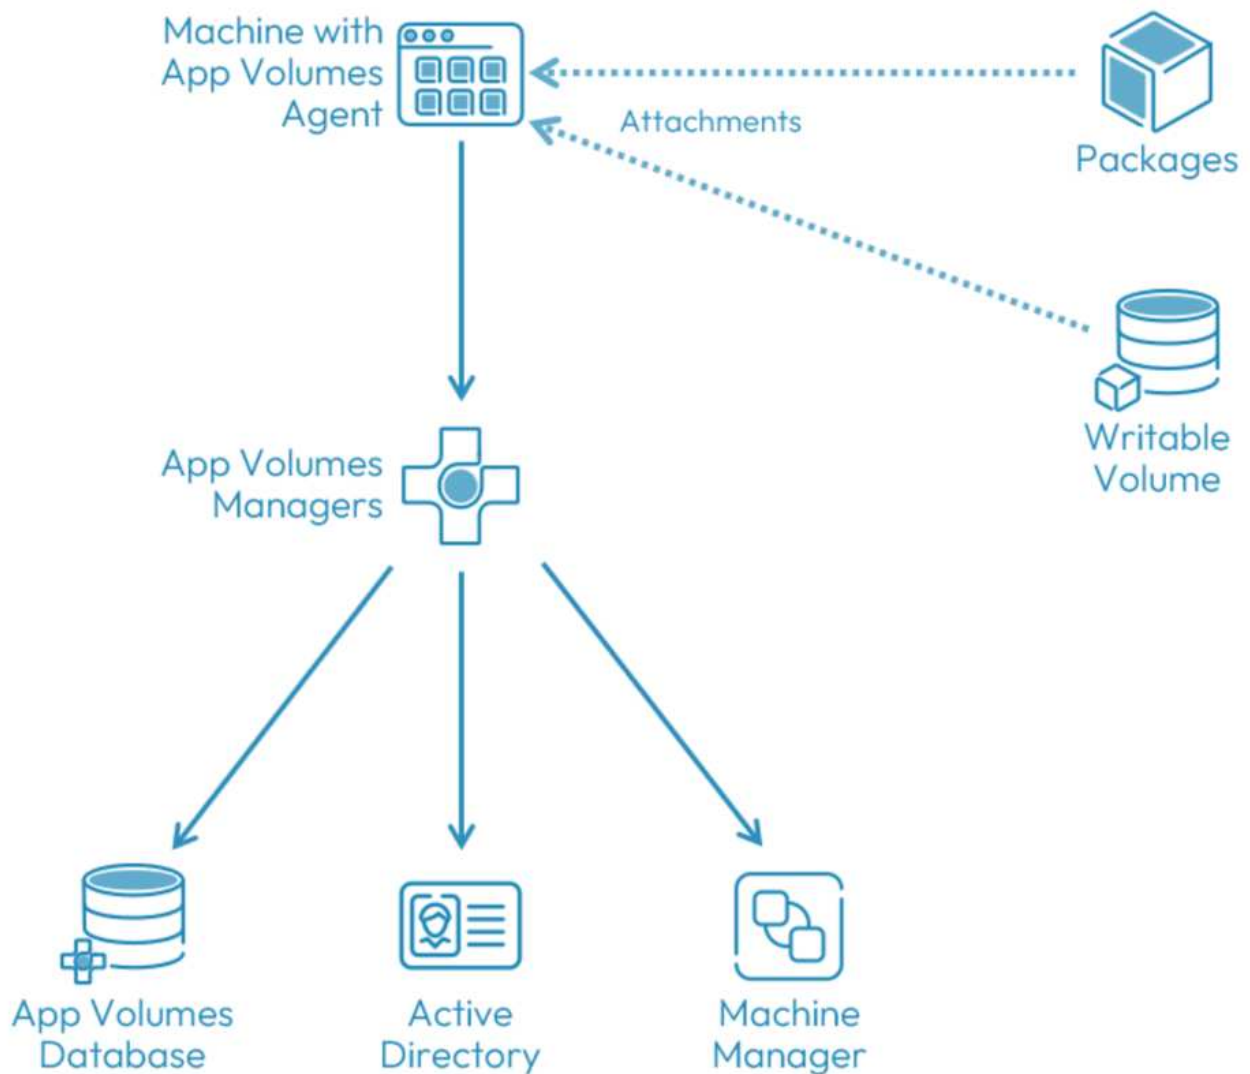 Machine with
App Volumes
Agent
Attachments
Packages
Writable
Volume
App Volumes
Managers
App Volumes
Database
Active
Directory
Machine
Manager